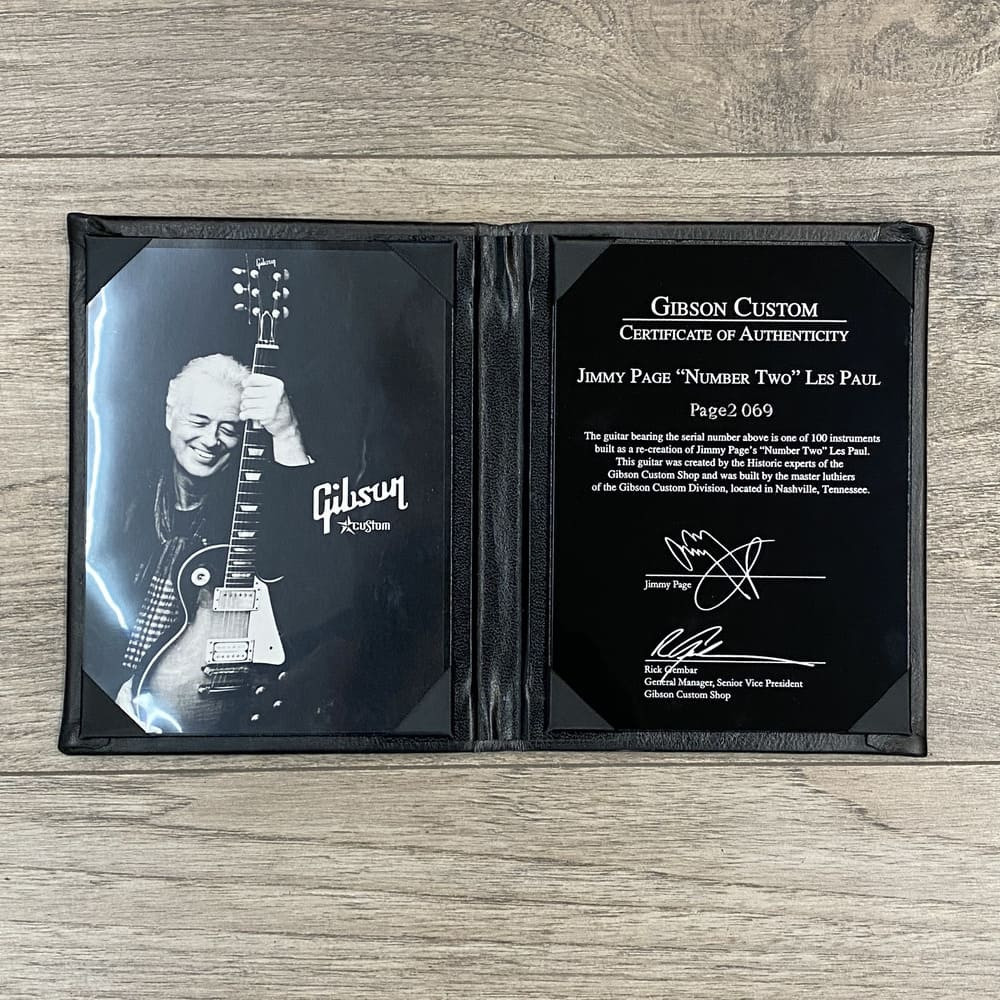 Gibson
Gibson
Custom
GIBSON CUSTOM
CERTIFICATE OF AUTHENTICITY
JIMMY PAGE “NUMBER TWO” LES PAUL
Page2 069
The guitar bearing the serial number above is one of 100 instruments
built as a re-creation of Jimmy Page's “Number Two” Les Paul.
This guitar was created by the Historic experts of the
Gibson Custom Shop and was built by the master luthiers
of the Gibson Custom Division, located in Nashville, Tennessee.
Jimmy Page
Rick Gembar
General Manager, Senior Vice President
Gibson Custom Shop